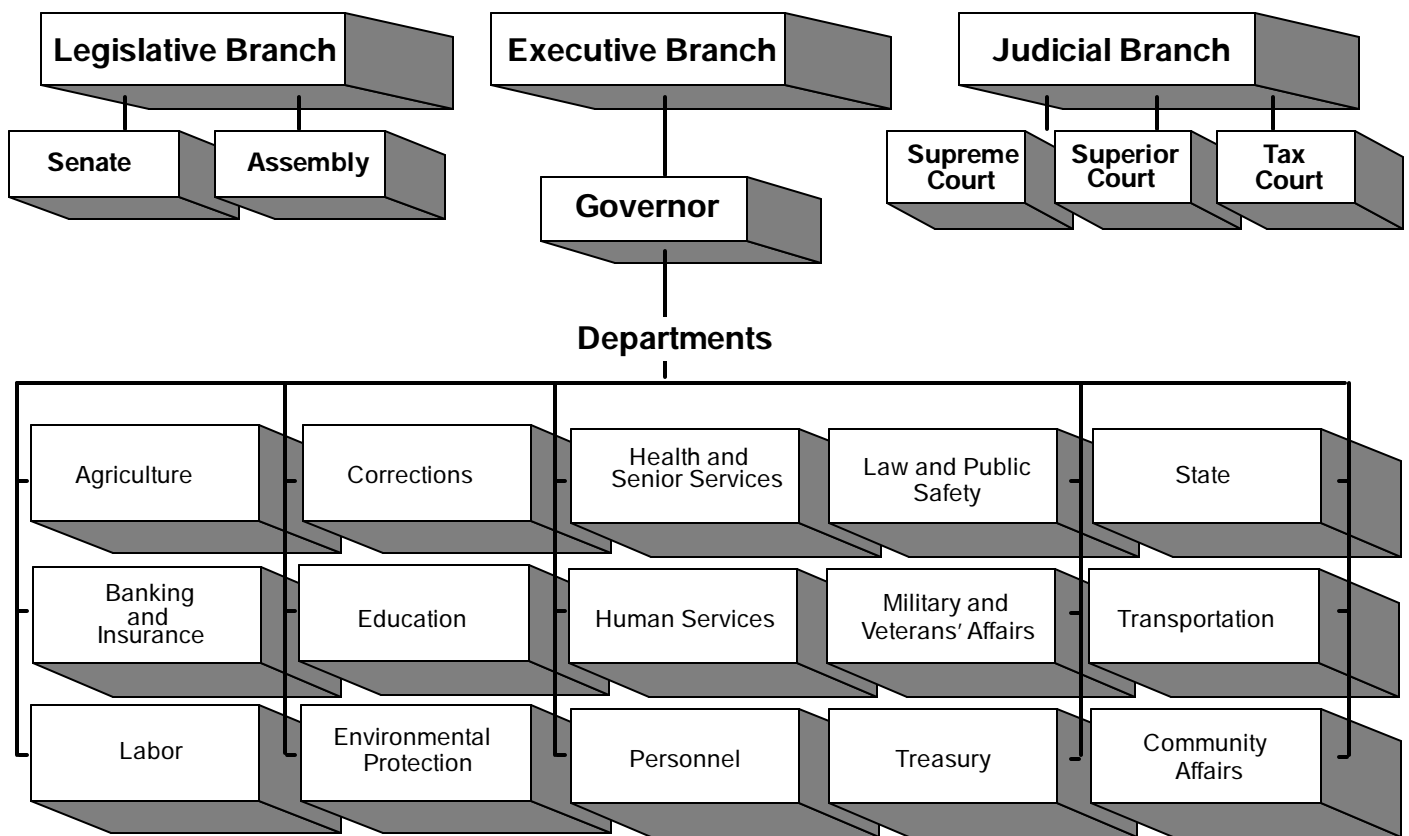 Legislative Branch
Executive Branch
Judicial Branch
Senate
Assembly
Supreme
Court
Superior
Court
Tax
Court
Governor
Departments
Agriculture
Corrections
Health and
Senior Services
Law and Public
Safety
State
Banking
and
Insurance
Education
Human Services
Military and
Veterans’ Affairs
Transportation
Labor
Environmental
Protection
Personnel
Treasury
Community
Affairs